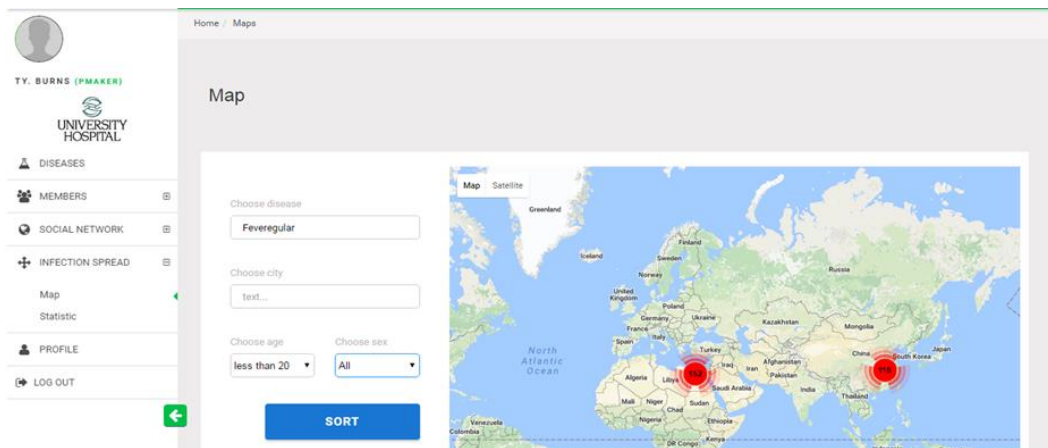 Home / Maps
TY. BURNS (PMAKER)
UNIVERSITY
HOSPITAL
DISEASES
MEMBERS
SOCIAL NETWORK
INFECTION SPREAD
Map
Statistic
PROFILE
LOG OUT
Map
Choose disease
Feveregular
Choose city
text...
Choose age
Choose sex
less than 20
All
SORT
Map Satellite
Greenland
Iceland
Finland
Sweden
Norway
Russia
United
Kingdom
Poland
Germany
Ukraine
France
Kazakhstan
Mongolia
Spain
Italy
Turkey
North
Atlantic
Ocean
China
South Korea
Japan
Afghanistan
Iraq
Iran
Pakistan
Algeria
Libya
Saudi Arabia
India
Thailand
Mali
Niger
Sudan
Chad
Nigeria
Ethiopia
Venezuela
Colombia
DR Congo
Kenya